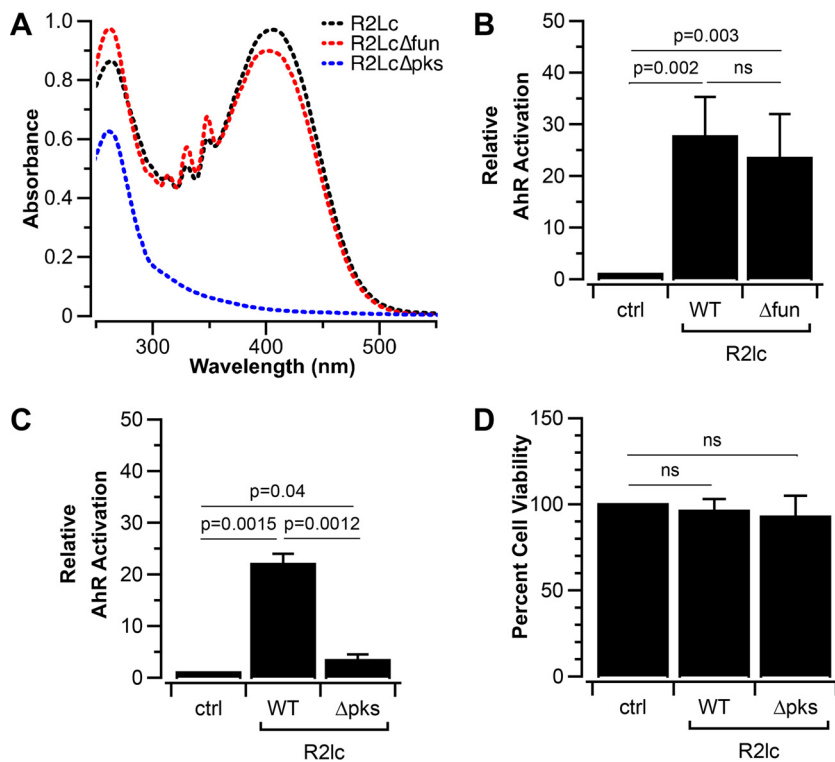 A
R2Lc
R2LcΔfun
R2LcΔpks
1.0
0.8
0.6
0.4
0.2
0
Absorbance
300
400
500
Wavelength (nm)
B
p=0.003
p=0.002
ns
50
40
30
20
10
0
Relative
AhR Activation
ctrl
WT
Δfun
R2lc
C
50
40
30
20
10
0
Relative
AhR Activation
p=0.04
p=0.0015
p=0.0012
ctrl
WT
Δpks
R2lc
D
150
100
50
0
Percent Cell Viability
ns
ns
ctrl
WT
Δpks
R2lc